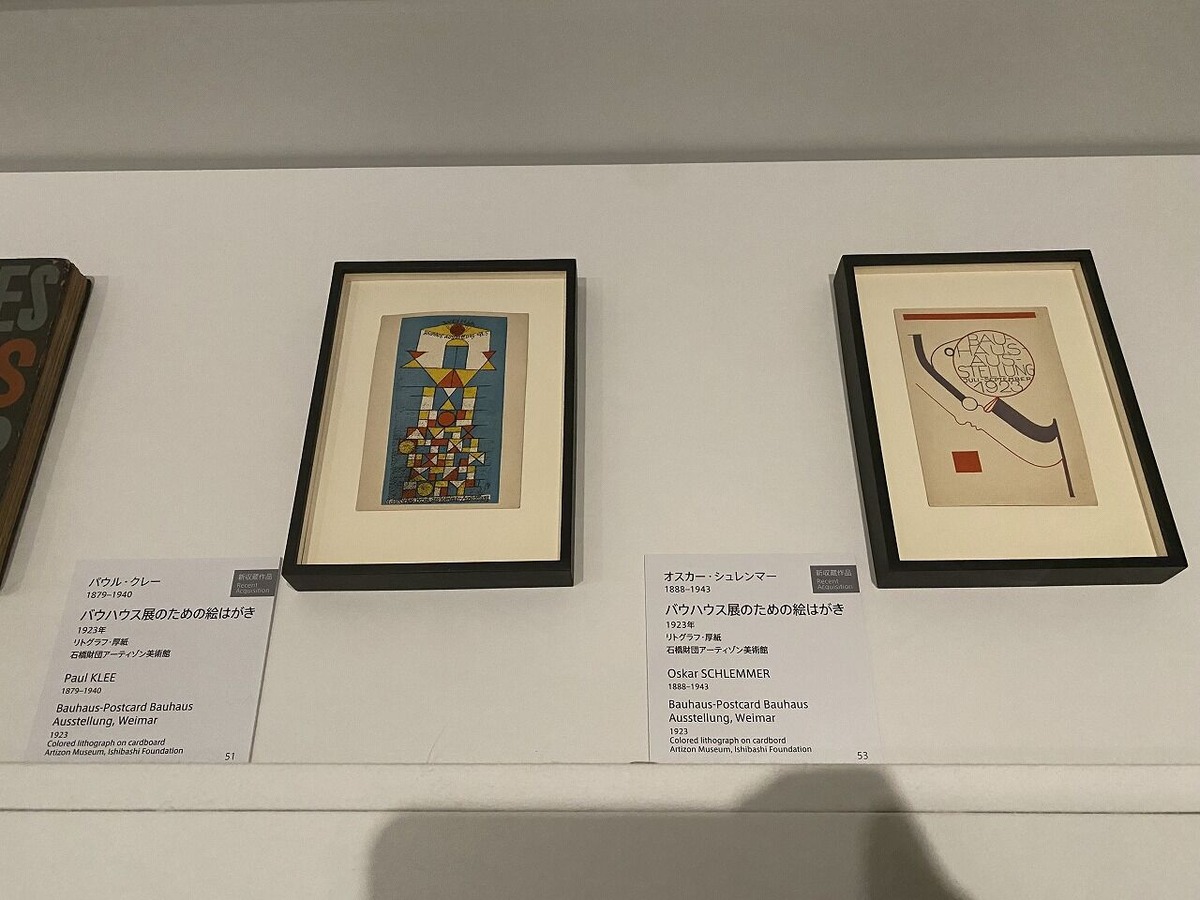 ES
S
パウル・クレー
1879–1940
新収蔵作品
Recent
Acquisition
バウハウス展のための絵はがき
1923年
リトグラフ・厚紙
石橋財団アーティゾン美術館
Paul KLEE
1879–1940
Bauhaus-Postcard Bauhaus
Ausstellung, Weimar
1923
Colored lithograph on cardboard
Artizon Museum, Ishibashi Foundation
51
BAUS
HAUS
AUS-
STELLUNG
JULI-SEPTEMBER
1923
オスカー・シュレンマー
1888–1943
新収蔵作品
Recent
Acquisition
バウハウス展のための絵はがき
1923年
リトグラフ・厚紙
石橋財団アーティゾン美術館
Oskar SCHLEMMER
1888–1943
Bauhaus-Postcard Bauhaus
Ausstellung, Weimar
1923
Colored lithograph on cardbord
Artizon Museum, Ishibashi Foundation
53